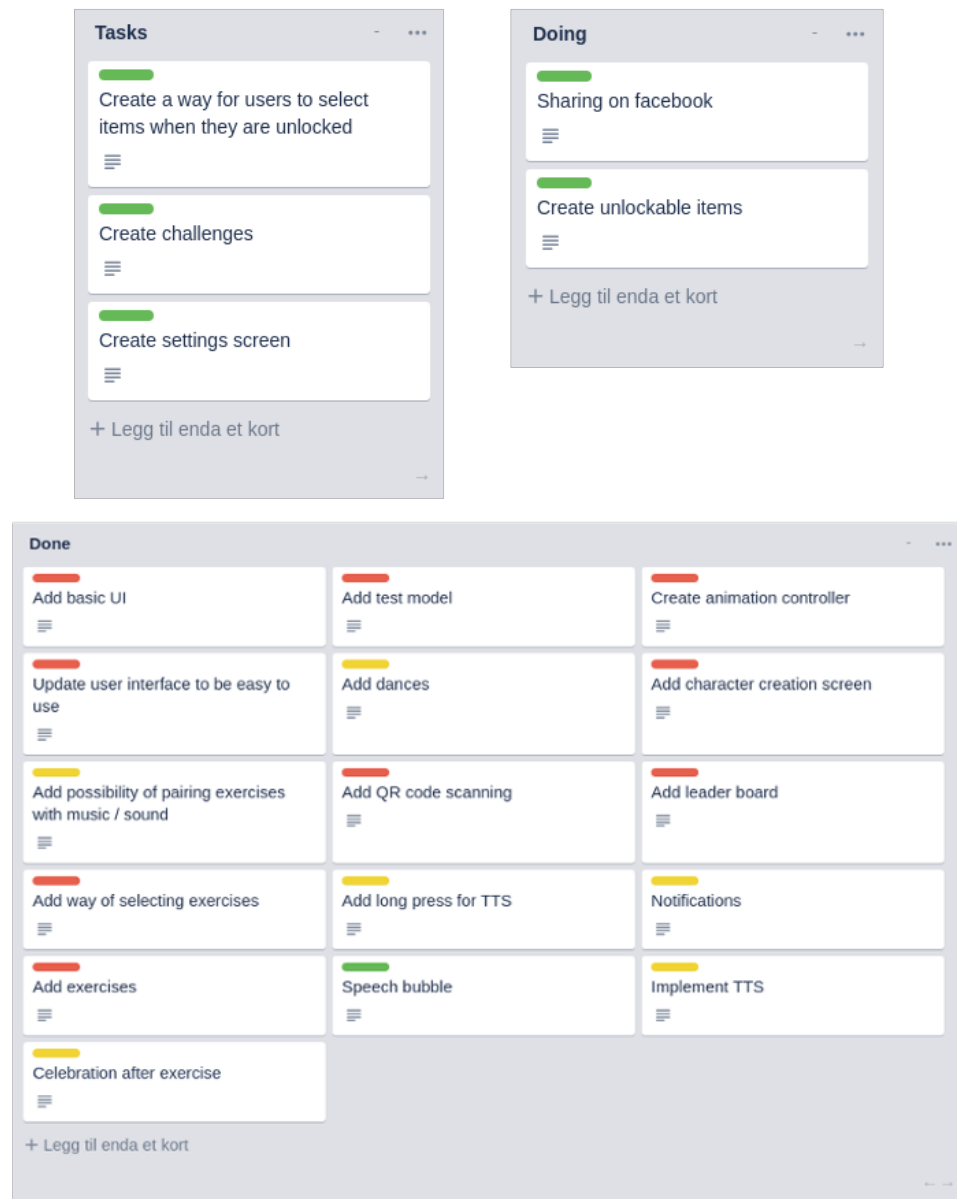 Tasks
Create a way for users to select
items when they are unlocked
Create challenges
Create settings screen
+ Legg til enda et kort
Doing
Sharing on facebook
Create unlockable items
+ Legg til enda et kort
Done
Add basic UI
Add test model
Create animation controller
Update user interface to be easy to
use
Add dances
Add character creation screen
Add possibility of pairing exercises
with music / sound
Add QR code scanning
Add leader board
Add way of selecting exercises
Add long press for TTS
Notifications
Add exercises
Speech bubble
Implement TTS
Celebration after exercise
+ Legg til enda et kort